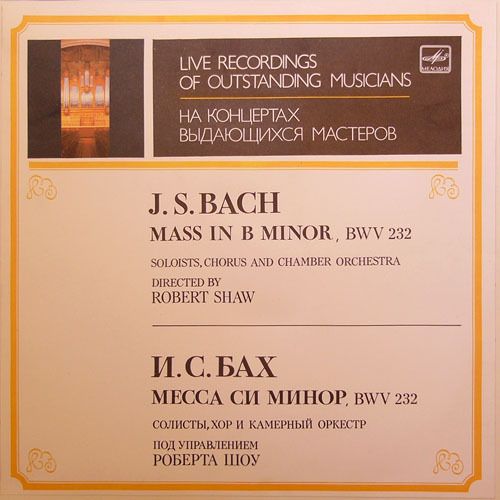 LIVE RECORDINGS
OF OUTSTANDING MUSICIANS
МЕЛОДИЯ
НА КОНЦЕРТАХ
ВЫДАЮЩИХСЯ МАСТЕРОВ
J. S. BACH
MASS IN B MINOR, BWV 232
SOLOISTS, CHORUS AND CHAMBER ORCHESTRA
DIRECTED BY
ROBERT SHAW
И. С. БАХ
МЕССА СИ МИНОР, BWV 232
СОЛИСТЫ, ХОР И КАМЕРНЫЙ ОРКЕСТР
ПОД УПРАВЛЕНИЕМ
РОБЕРТА ШОУ